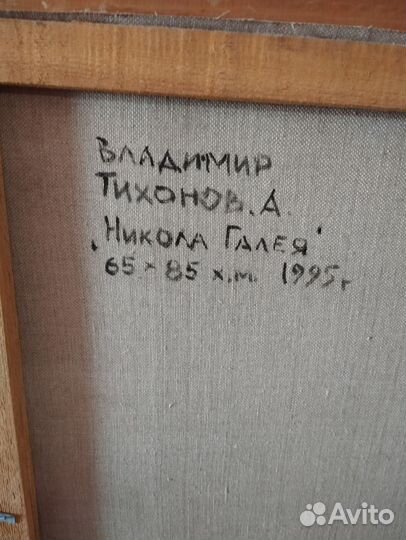 ВЛАДИМИР
ТИХОНОВ. А.
„НИКОЛА ГАЛЕЯ"
65 × 85 х.м. 1995г
Avito